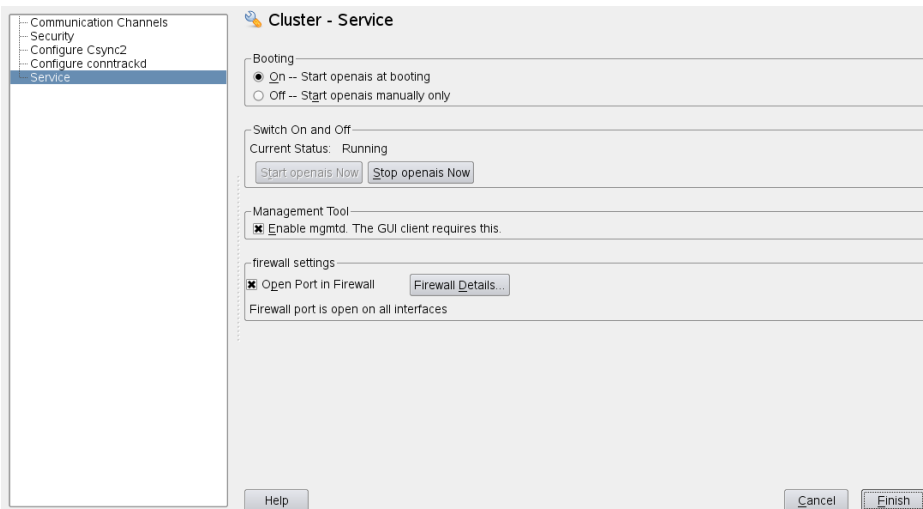 Communication Channels
Security
Configure Csync2
Configure conntrackd
Service
Cluster - Service
Booting
On -- Start openais at booting
Off -- Start openais manually only
Switch On and Off
Current Status: Running
Start openais Now Stop openais Now
Management Tool
Enable mgmtd. The GUI client requires this.
firewall settings
Open Port in Firewall Firewall Details...
Firewall port is open on all interfaces
Help Cancel Finish